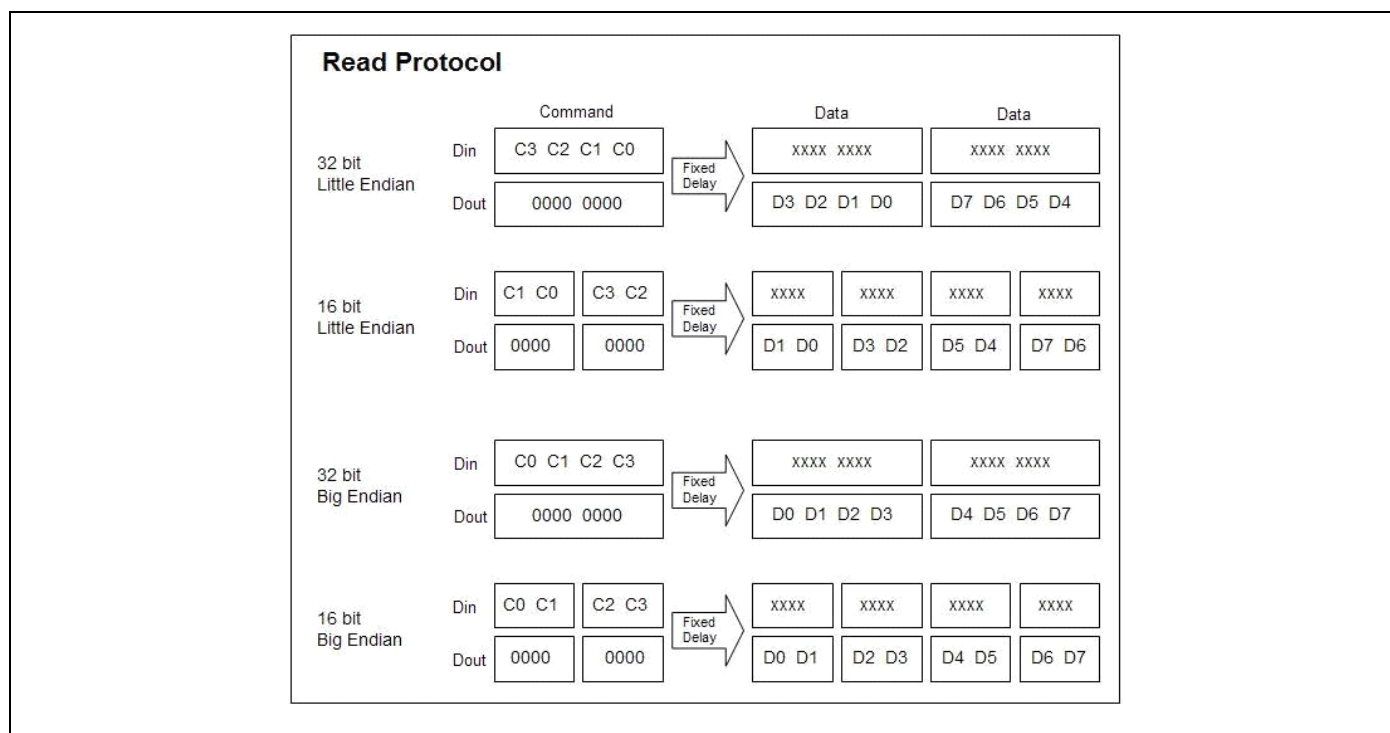 Read Protocol
Command Data Data
32 bit
Little Endian
Din C3 C2 C1 C0 Fixed Delay XXXX XXXX XXXX XXXX
Dout 0000 0000 D3 D2 D1 D0 D7 D6 D5 D4
16 bit
Little Endian
Din C1 C0 C3 C2 Fixed Delay XXXX XXXX XXXX XXXX
Dout 0000 0000 D1 D0 D3 D2 D5 D4 D7 D6
32 bit
Big Endian
Din C0 C1 C2 C3 Fixed Delay XXXX XXXX XXXX XXXX
Dout 0000 0000 D0 D1 D2 D3 D4 D5 D6 D7
16 bit
Big Endian
Din C0 C1 C2 C3 Fixed Delay XXXX XXXX XXXX XXXX
Dout 0000 0000 D0 D1 D2 D3 D4 D5 D6 D7